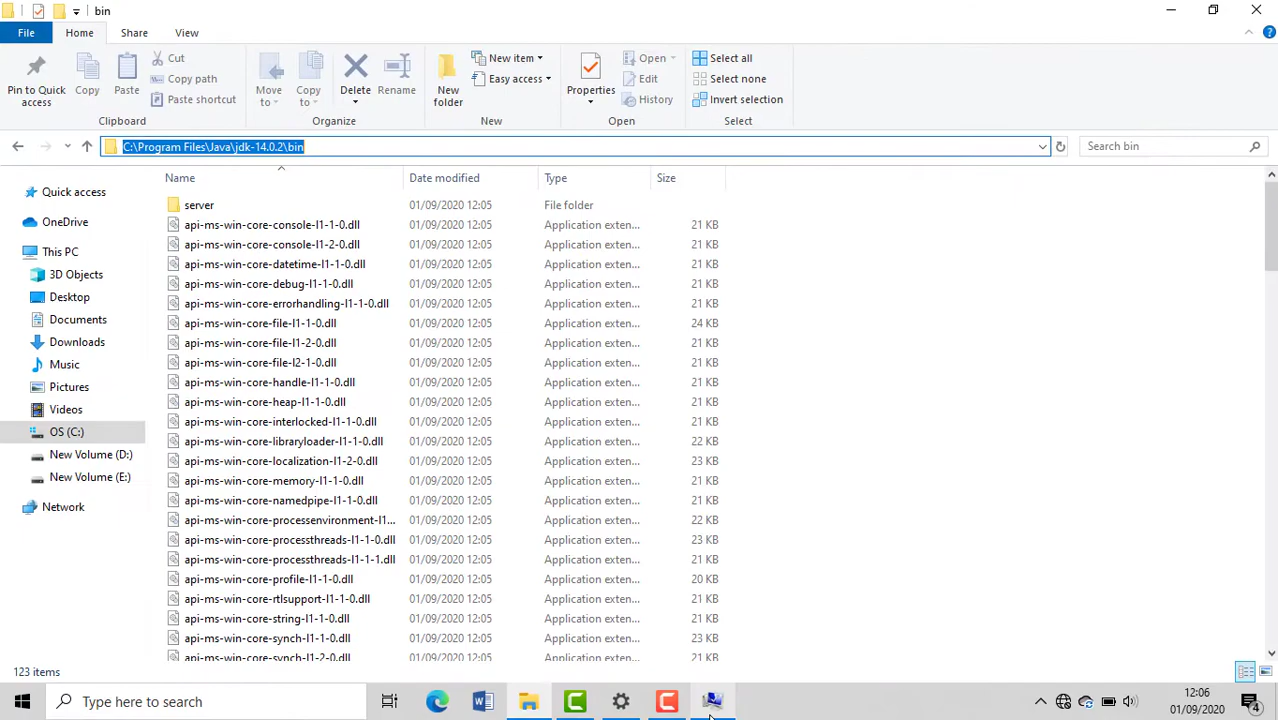 bin
File Home Share View
Pin to Quick access
Copy
Paste
Cut
Copy path
Paste shortcut
Clipboard
Move to
Copy to
Delete
Rename
Organize
New folder
New item
Easy access
New
Properties
Open
Edit
History
Open
Select all
Select none
Invert selection
Select
C:\Program Files\Java\jdk-14.0.2\bin
Search bin
Quick access
OneDrive
This PC
3D Objects
Desktop
Documents
Downloads
Music
Pictures
Videos
OS (C:)
New Volume (D:)
New Volume (E:)
Network
Name Date modified Type Size
server 01/09/2020 12:05 File folder
api-ms-win-core-console-l1-1-0.dll 01/09/2020 12:05 Application exten... 21 KB
api-ms-win-core-console-l1-2-0.dll 01/09/2020 12:05 Application exten... 21 KB
api-ms-win-core-datetime-l1-1-0.dll 01/09/2020 12:05 Application exten... 21 KB
api-ms-win-core-debug-l1-1-0.dll 01/09/2020 12:05 Application exten... 21 KB
api-ms-win-core-errorhandling-l1-1-0.dll 01/09/2020 12:05 Application exten... 21 KB
api-ms-win-core-file-l1-1-0.dll 01/09/2020 12:05 Application exten... 24 KB
api-ms-win-core-file-l1-2-0.dll 01/09/2020 12:05 Application exten... 21 KB
api-ms-win-core-file-l2-1-0.dll 01/09/2020 12:05 Application exten... 21 KB
api-ms-win-core-handle-l1-1-0.dll 01/09/2020 12:05 Application exten... 21 KB
api-ms-win-core-heap-l1-1-0.dll 01/09/2020 12:05 Application exten... 21 KB
api-ms-win-core-interlocked-l1-1-0.dll 01/09/2020 12:05 Application exten... 21 KB
api-ms-win-core-libraryloader-l1-1-0.dll 01/09/2020 12:05 Application exten... 22 KB
api-ms-win-core-localization-l1-2-0.dll 01/09/2020 12:05 Application exten... 23 KB
api-ms-win-core-memory-l1-1-0.dll 01/09/2020 12:05 Application exten... 21 KB
api-ms-win-core-namedpipe-l1-1-0.dll 01/09/2020 12:05 Application exten... 21 KB
api-ms-win-core-processenvironment-l1... 01/09/2020 12:05 Application exten... 22 KB
api-ms-win-core-processthreads-l1-1-0.dll 01/09/2020 12:05 Application exten... 23 KB
api-ms-win-core-processthreads-l1-1-1.dll 01/09/2020 12:05 Application exten... 21 KB
api-ms-win-core-profile-l1-1-0.dll 01/09/2020 12:05 Application exten... 20 KB
api-ms-win-core-rtlsupport-l1-1-0.dll 01/09/2020 12:05 Application exten... 21 KB
api-ms-win-core-string-l1-1-0.dll 01/09/2020 12:05 Application exten... 21 KB
api-ms-win-core-synch-l1-1-0.dll 01/09/2020 12:05 Application exten... 23 KB
api-ms-win-core-synch-l1-2-0.dll 01/09/2020 12:05 Application exten... 21 KB
123 items
Type here to search
12:06
01/09/2020
4